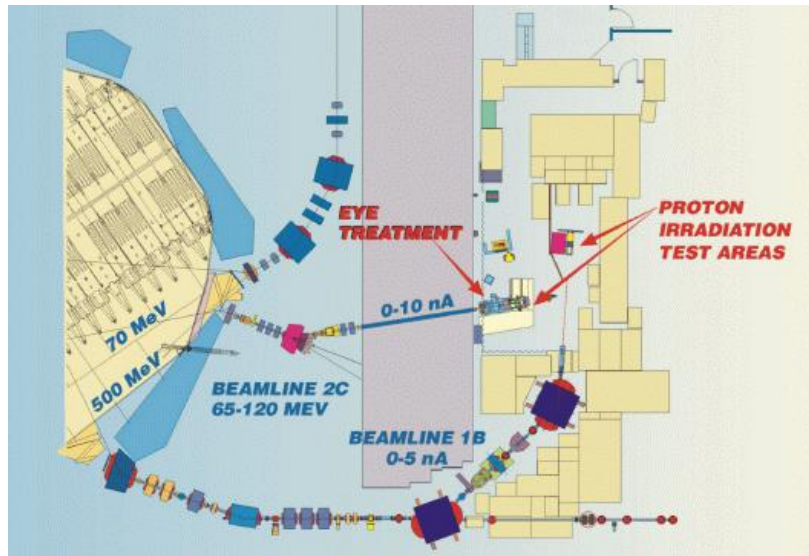 EYE
TREATMENT
PROTON
IRRADIATION
TEST AREAS
0-10 nA
70 MeV
500 MeV
BEAMLINE 2C
65-120 MEV
BEAMLINE 1B
0-5 nA